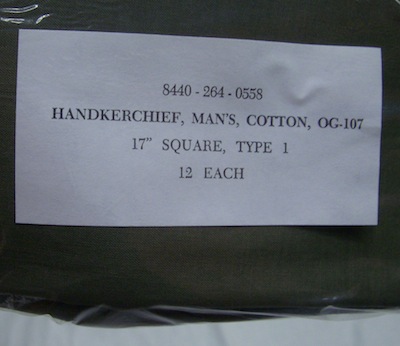 8440 - 264 - 0558
HANDKERCHIEF, MAN'S, COTTON, OG-107
17" SQUARE, TYPE 1
12 EACH